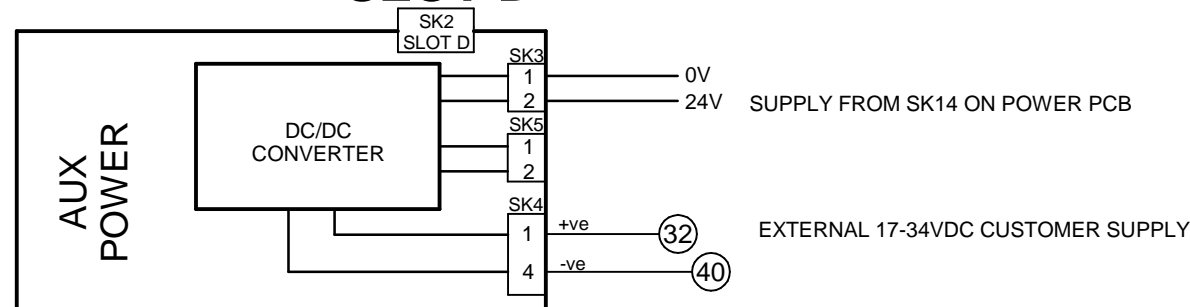 SK2
SLOT D
SK3
1
0V
2
24V
SUPPLY FROM SK14 ON POWER PCB
DC/DC
CONVERTER
SK5
1
2
AUX
POWER
SK4
1
+ve
32
EXTERNAL 17-34VDC CUSTOMER SUPPLY
4
-ve
40